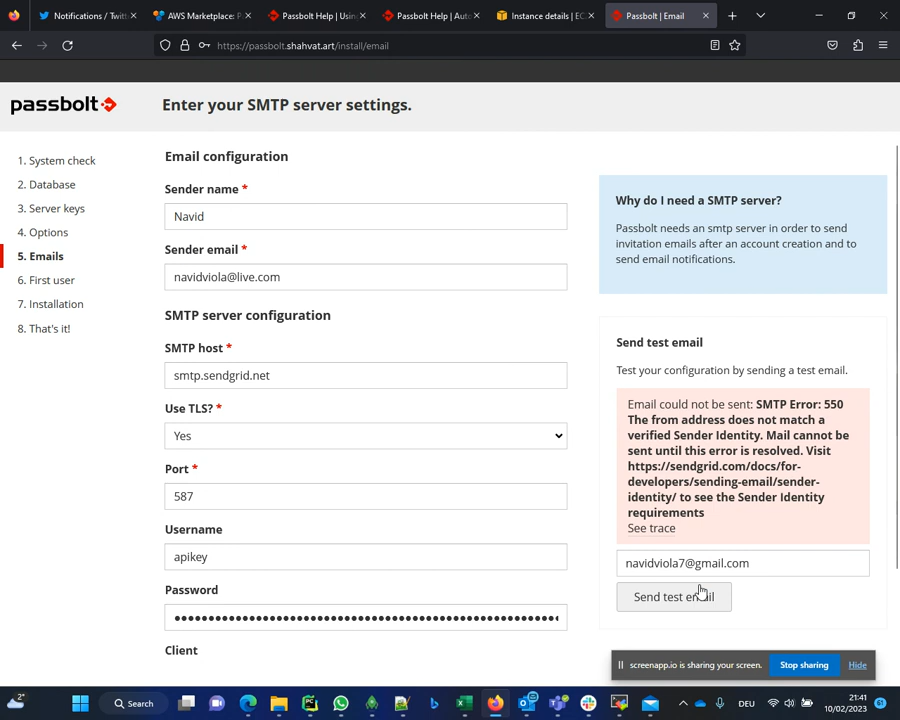 Notifications / Twitt
AWS Marketplace: P
Passbolt Help | Usin
Passbolt Help | Auto
Instance details | EC
Passbolt | Email
https://passbolt.shahvat.art/install/email
passbolt
Enter your SMTP server settings.
1. System check
2. Database
3. Server keys
4. Options
5. Emails
6. First user
7. Installation
8. That's it!
Email configuration
Sender name *
Navid
Sender email *
navidviola@live.com
SMTP server configuration
SMTP host *
smtp.sendgrid.net
Use TLS? *
Yes
Port *
587
Username
apikey
Password
Client
Why do I need a SMTP server?
Passbolt needs an smtp server in order to send
invitation emails after an account creation and to
send email notifications.
Send test email
Test your configuration by sending a test email.
Email could not be sent: SMTP Error: 550
The from address does not match a
verified Sender Identity. Mail cannot be
sent until this error is resolved. Visit
https://sendgrid.com/docs/for-
developers/sending-email/sender-
identity/ to see the Sender Identity
requirements
See trace
navidviola7@gmail.com
Send test email
screenapp.io is sharing your screen.
Stop sharing
Hide
2°
Search
DEU
21:41
10/02/2023
61